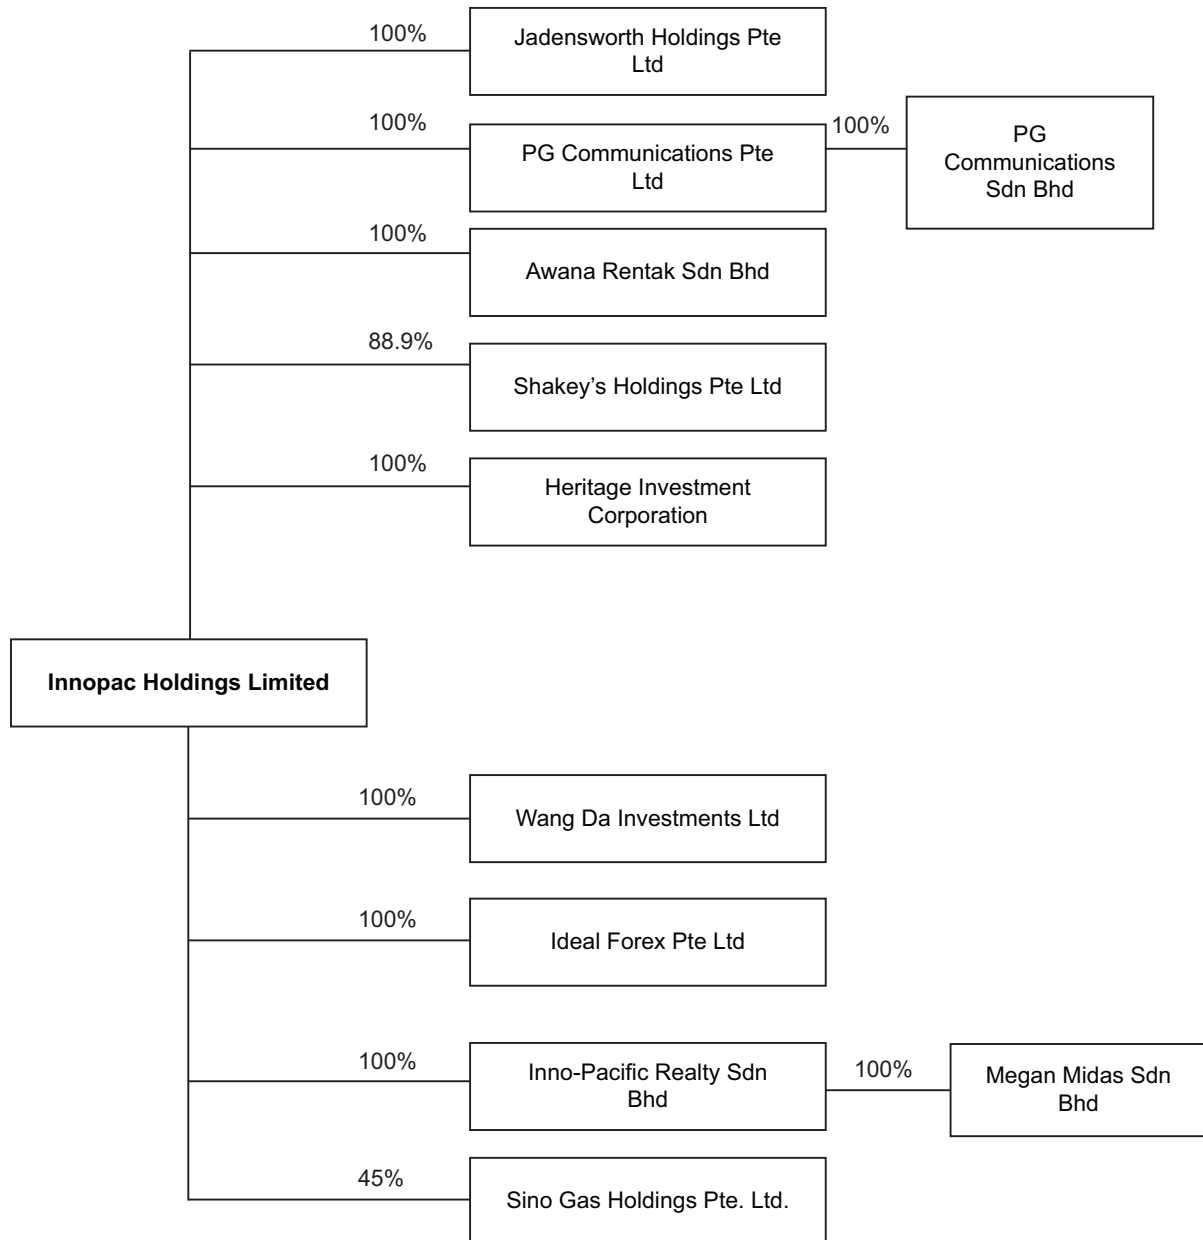 100%
Jadensworth Holdings Pte
Ltd
100%
PG Communications Pte
Ltd
100%
PG
Communications
Sdn Bhd
100%
Awana Rentak Sdn Bhd
88.9%
Shakey’s Holdings Pte Ltd
100%
Heritage Investment
Corporation
Innopac Holdings Limited
100%
Wang Da Investments Ltd
100%
Ideal Forex Pte Ltd
100%
Inno-Pacific Realty Sdn
Bhd
100%
Megan Midas Sdn
Bhd
45%
Sino Gas Holdings Pte. Ltd.